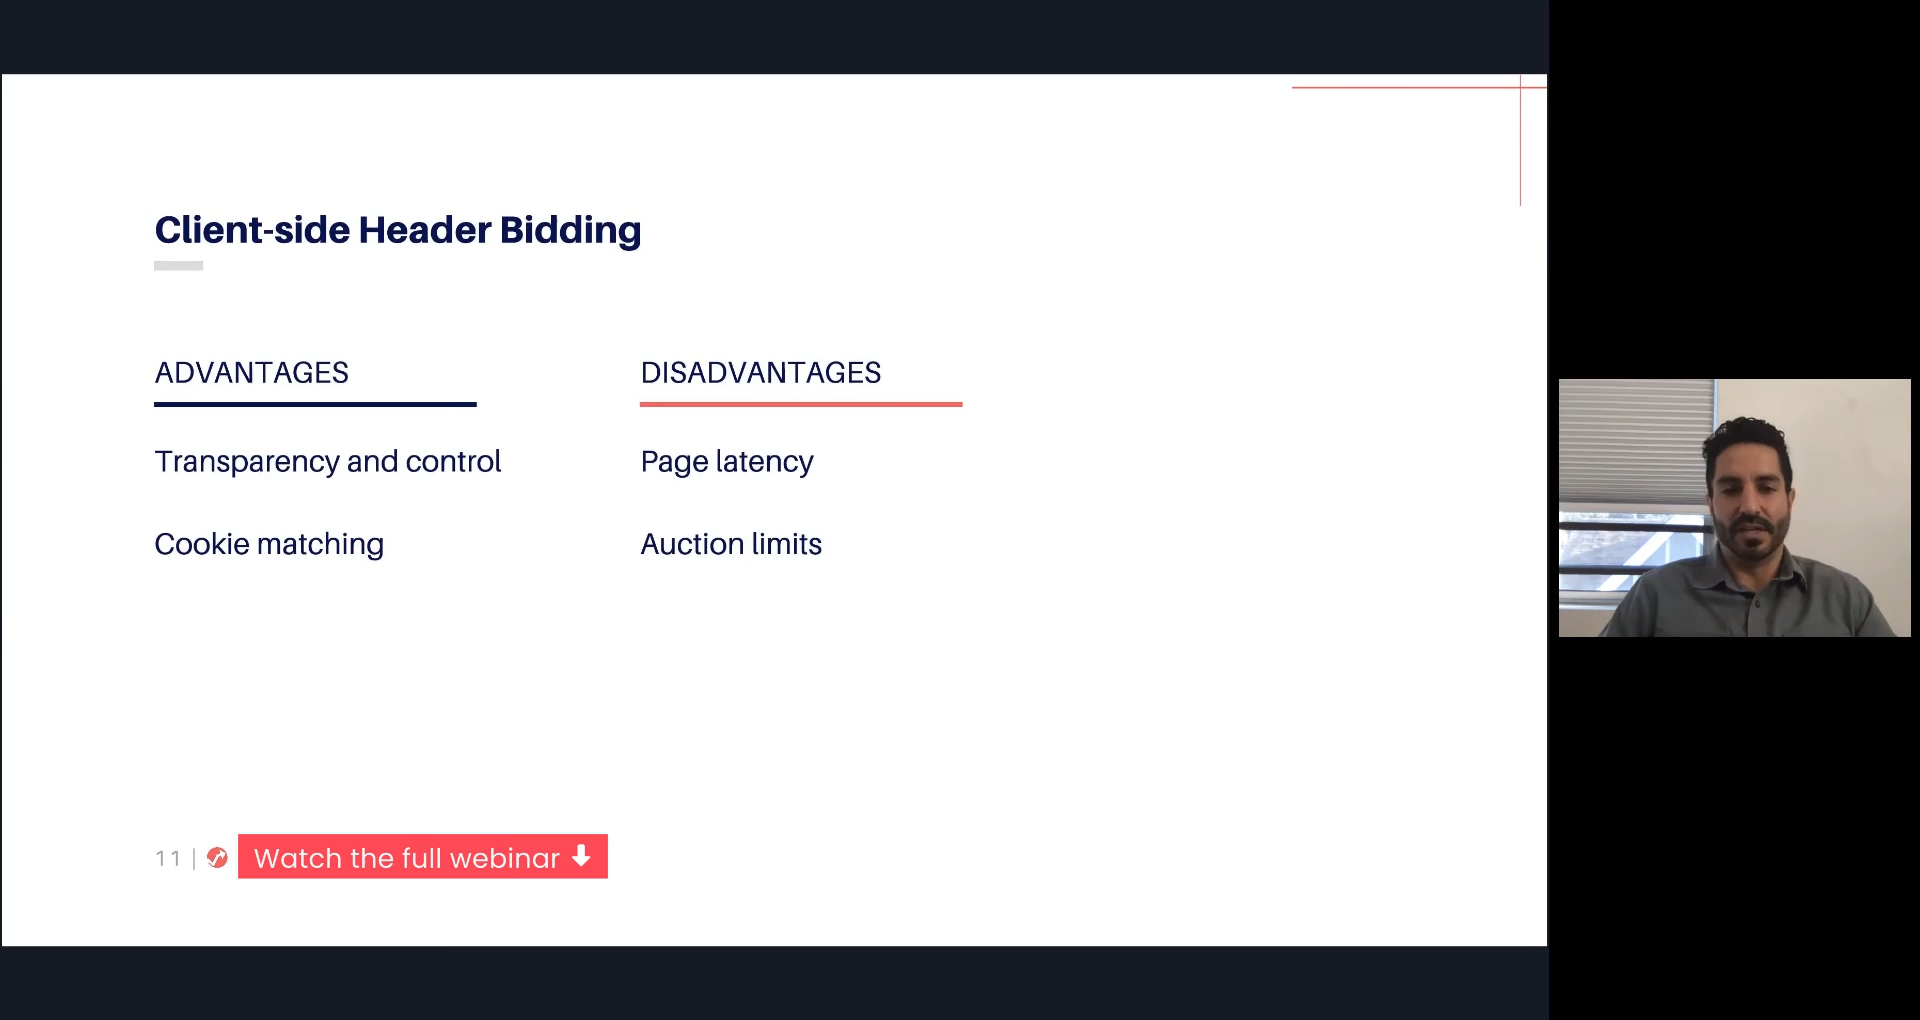 Client-side Header Bidding
ADVANTAGES
Transparency and control
Cookie matching
DISADVANTAGES
Page latency
Auction limits
11 |
Watch the full webinar